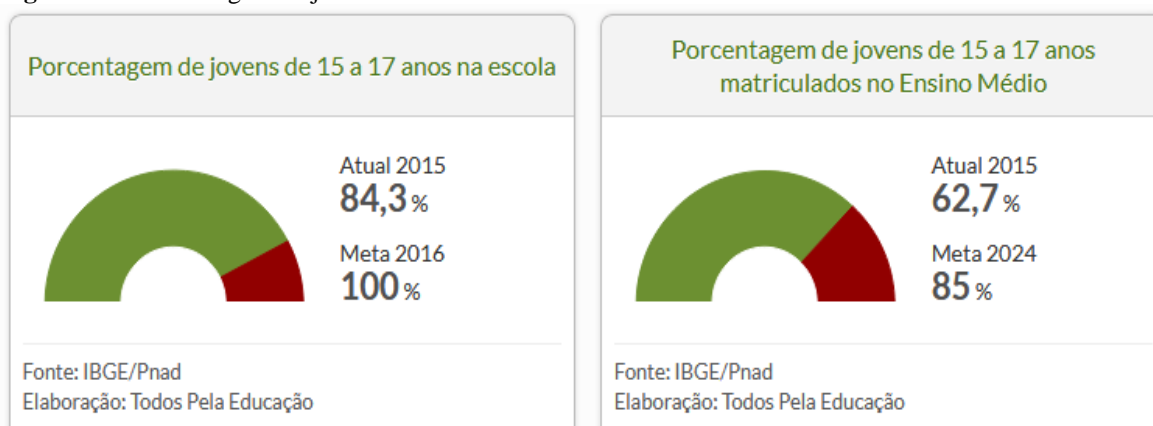 Porcentagem de jovens de 15 a 17 anos na escola
Atual 2015
84,3 %
Meta 2016
100 %
Fonte: IBGE/Pnad
Elaboração: Todos Pela Educação
Porcentagem de jovens de 15 a 17 anos
matriculados no Ensino Médio
Atual 2015
62,7 %
Meta 2024
85 %
Fonte: IBGE/Pnad
Elaboração: Todos Pela Educação